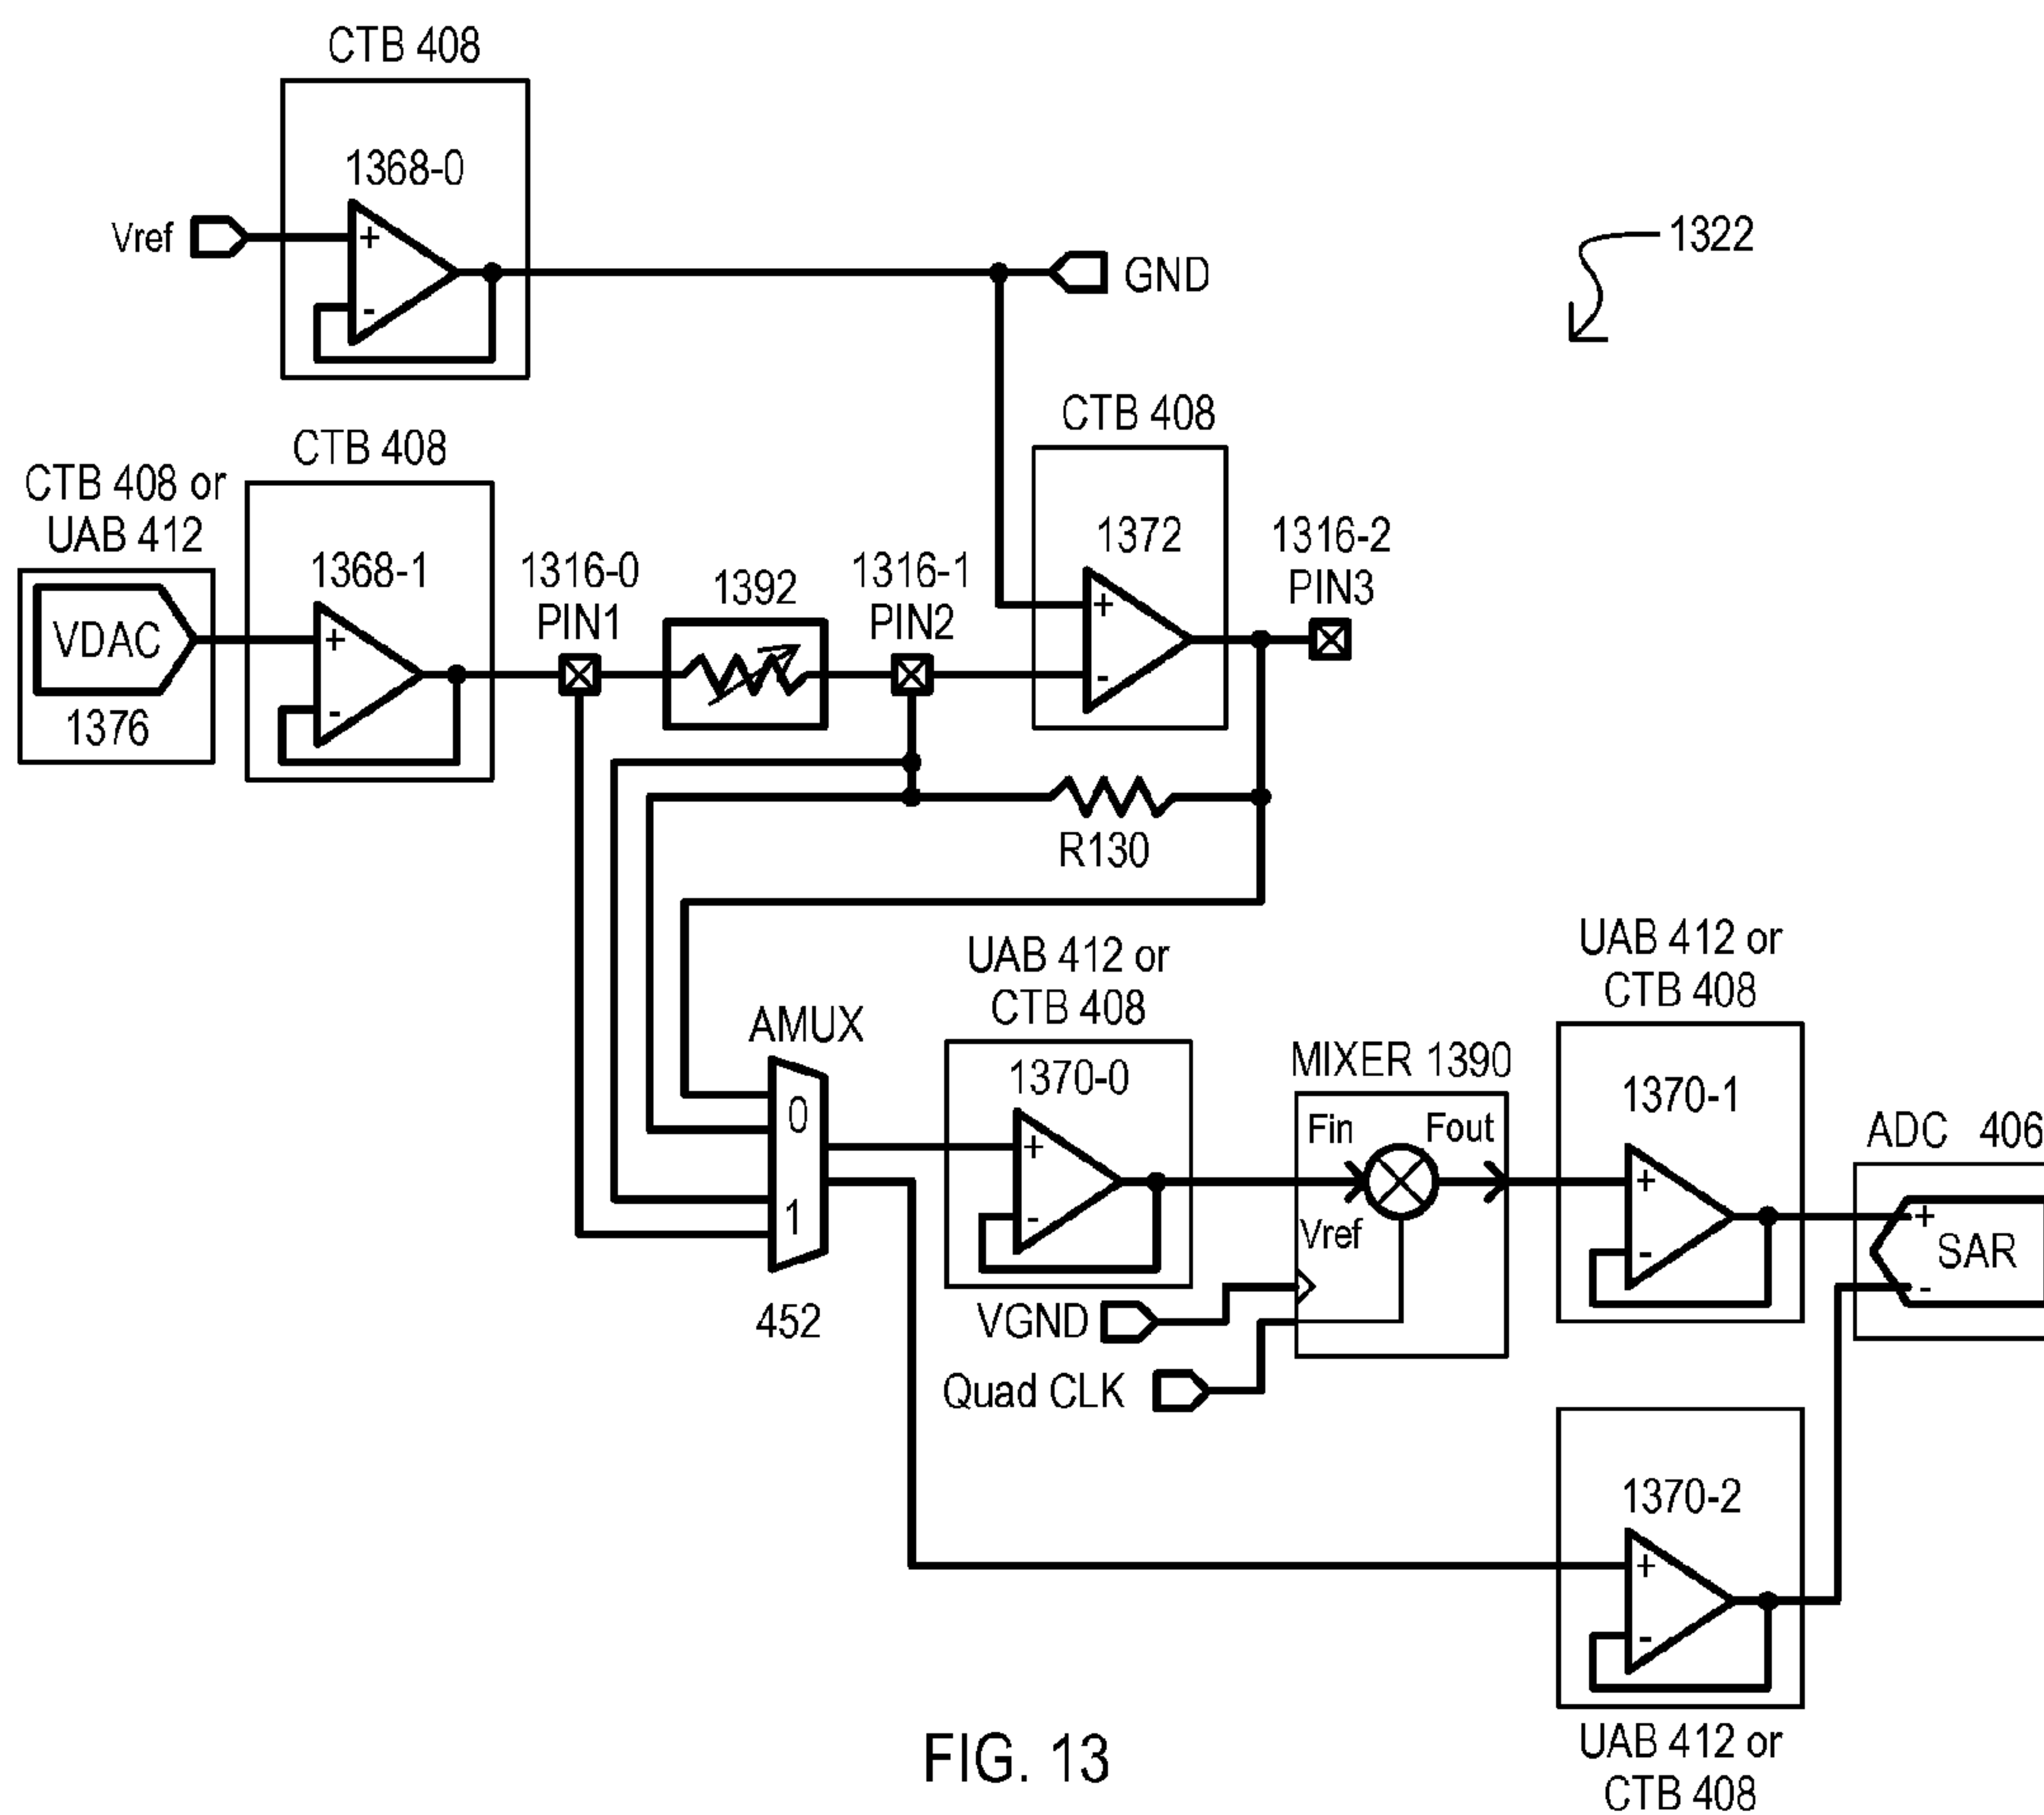 CTB 408
1368-0
Vref
+
-
GND
1322
CTB 408 or
UAB 412
VDAC
1376
CTB 408
1368-1
+
-
1316-0
PIN1
1392
1316-1
PIN2
CTB 408
1372
+
-
1316-2
PIN3
R130
AMUX
0
1
452
UAB 412 or
CTB 408
1370-0
+
-
MIXER 1390
Fin
Fout
Vref
VGND
Quad CLK
UAB 412 or
CTB 408
1370-1
+
-
ADC 406
+
SAR
-
1370-2
+
-
UAB 412 or
CTB 408
FIG. 13